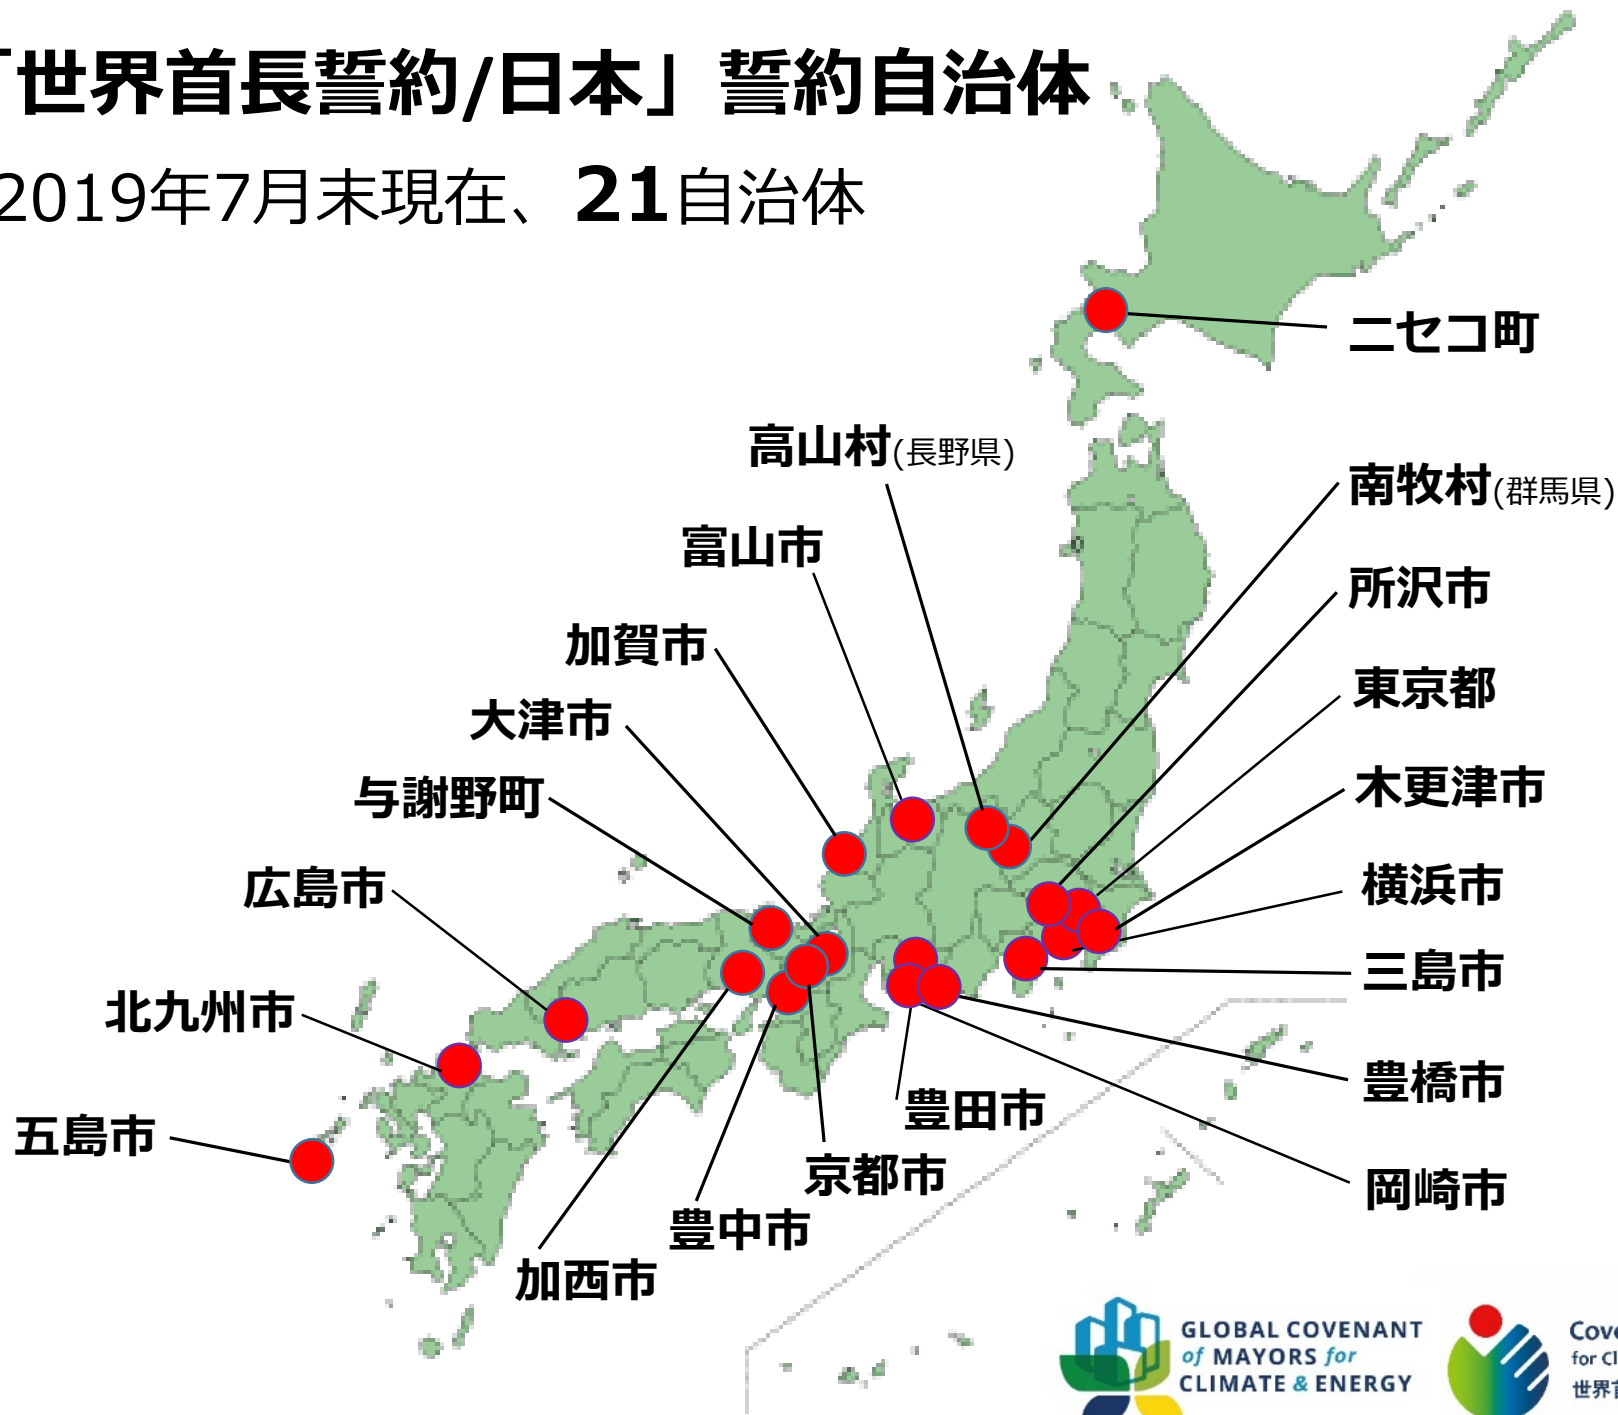 「世界首長誓約/日本」誓約自治体
2019年7月末現在、21自治体
ニセコ町
高山村(長野県)
南牧村(群馬県)
富山市
所沢市
加賀市
東京都
大津市
木更津市
与謝野町
広島市
横浜市
三島市
北九州市
豊橋市
豊田市
五島市
京都市
岡崎市
豊中市
加西市
GLOBAL COVENANT
of MAYORS for
CLIMATE & ENERGY
for
世界